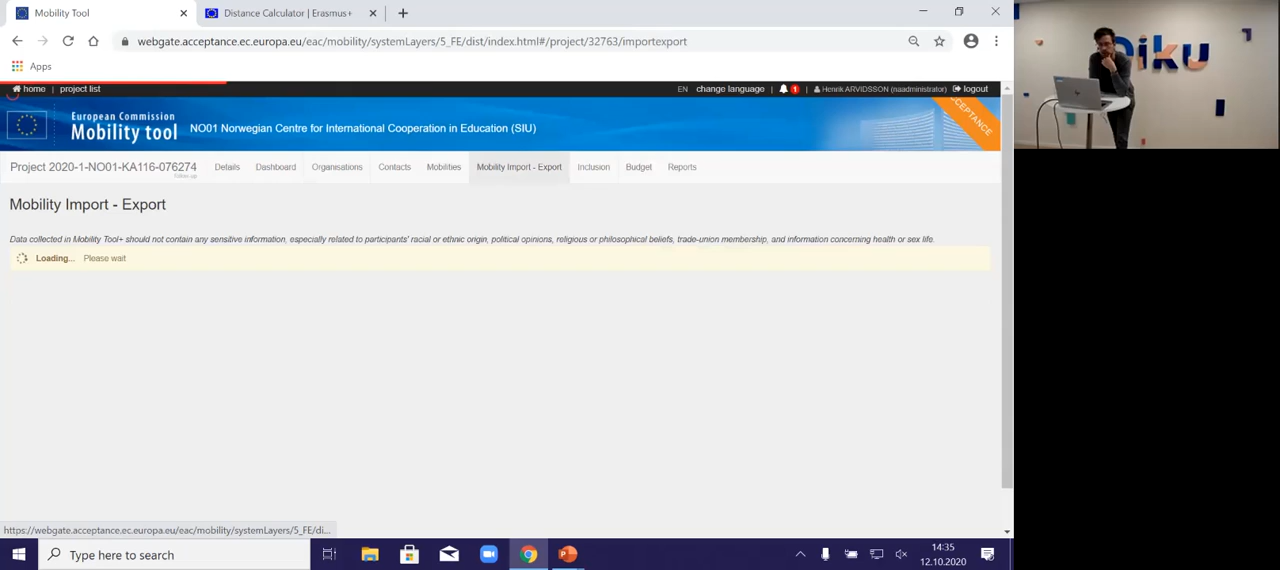 Mobility Tool
Distance Calculator | Erasmus+
webgate.acceptance.ec.europa.eu/eac/mobility/systemLayers/5_FE/dist/index.html#/project/32763/importexport
Apps
home | project list
EN change language | 1 | Henrik ARVIDSSON (naadministrator) logout
European Commission
Mobility tool
NO01 Norwegian Centre for International Cooperation in Education (SIU)
ACCEPTANCE
Project 2020-1-NO01-KA116-076274 Details Dashboard Organisations Contacts Mobilities Mobility Import - Export Inclusion Budget Reports
Follow-up
Mobility Import - Export
Data collected in Mobility Tool+ should not contain any sensitive information, especially related to participants' racial or ethnic origin, political opinions, religious or philosophical beliefs, trade-union membership, and information concerning health or sex life.
Loading... Please wait
https://webgate.acceptance.ec.europa.eu/eac/mobility/systemLayers/5_FE/di...
Type here to search
14:35
12.10.2020
diku